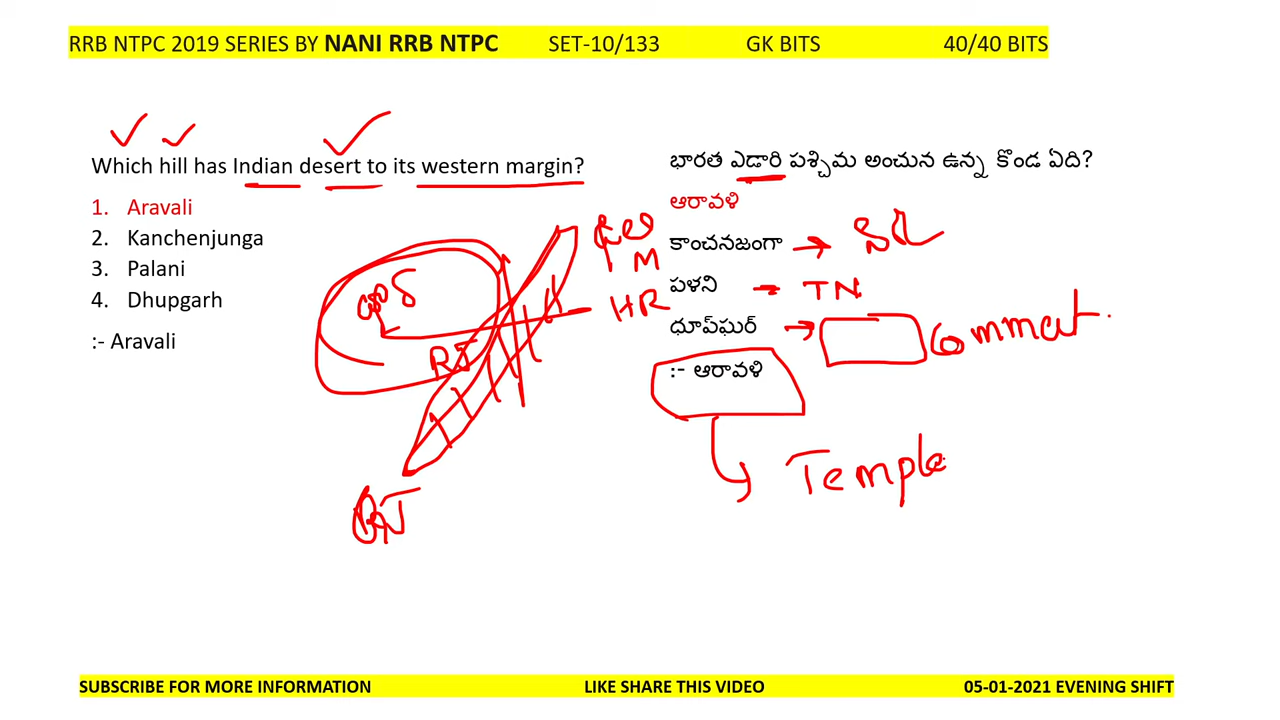 RRB NTPC 2019 SERIES BY NANI RRB NTPC SET-10/133 GK BITS 40/40 BITS
Which hill has Indian desert to its western margin?
1. Aravali
2. Kanchenjunga
3. Palani
4. Dhupgarh
:- Aravali
భారత ఎడారి పశ్చిమ అంచున ఉన్న కొండ ఏది?
ఆరావళి
కాంచనజంగా
పళని
TN
ధూప్‌ఘర్
:- ఆరావళి
M
HR
RJ
Temple
SUBSCRIBE FOR MORE INFORMATION LIKE SHARE THIS VIDEO 05-01-2021 EVENING SHIFT